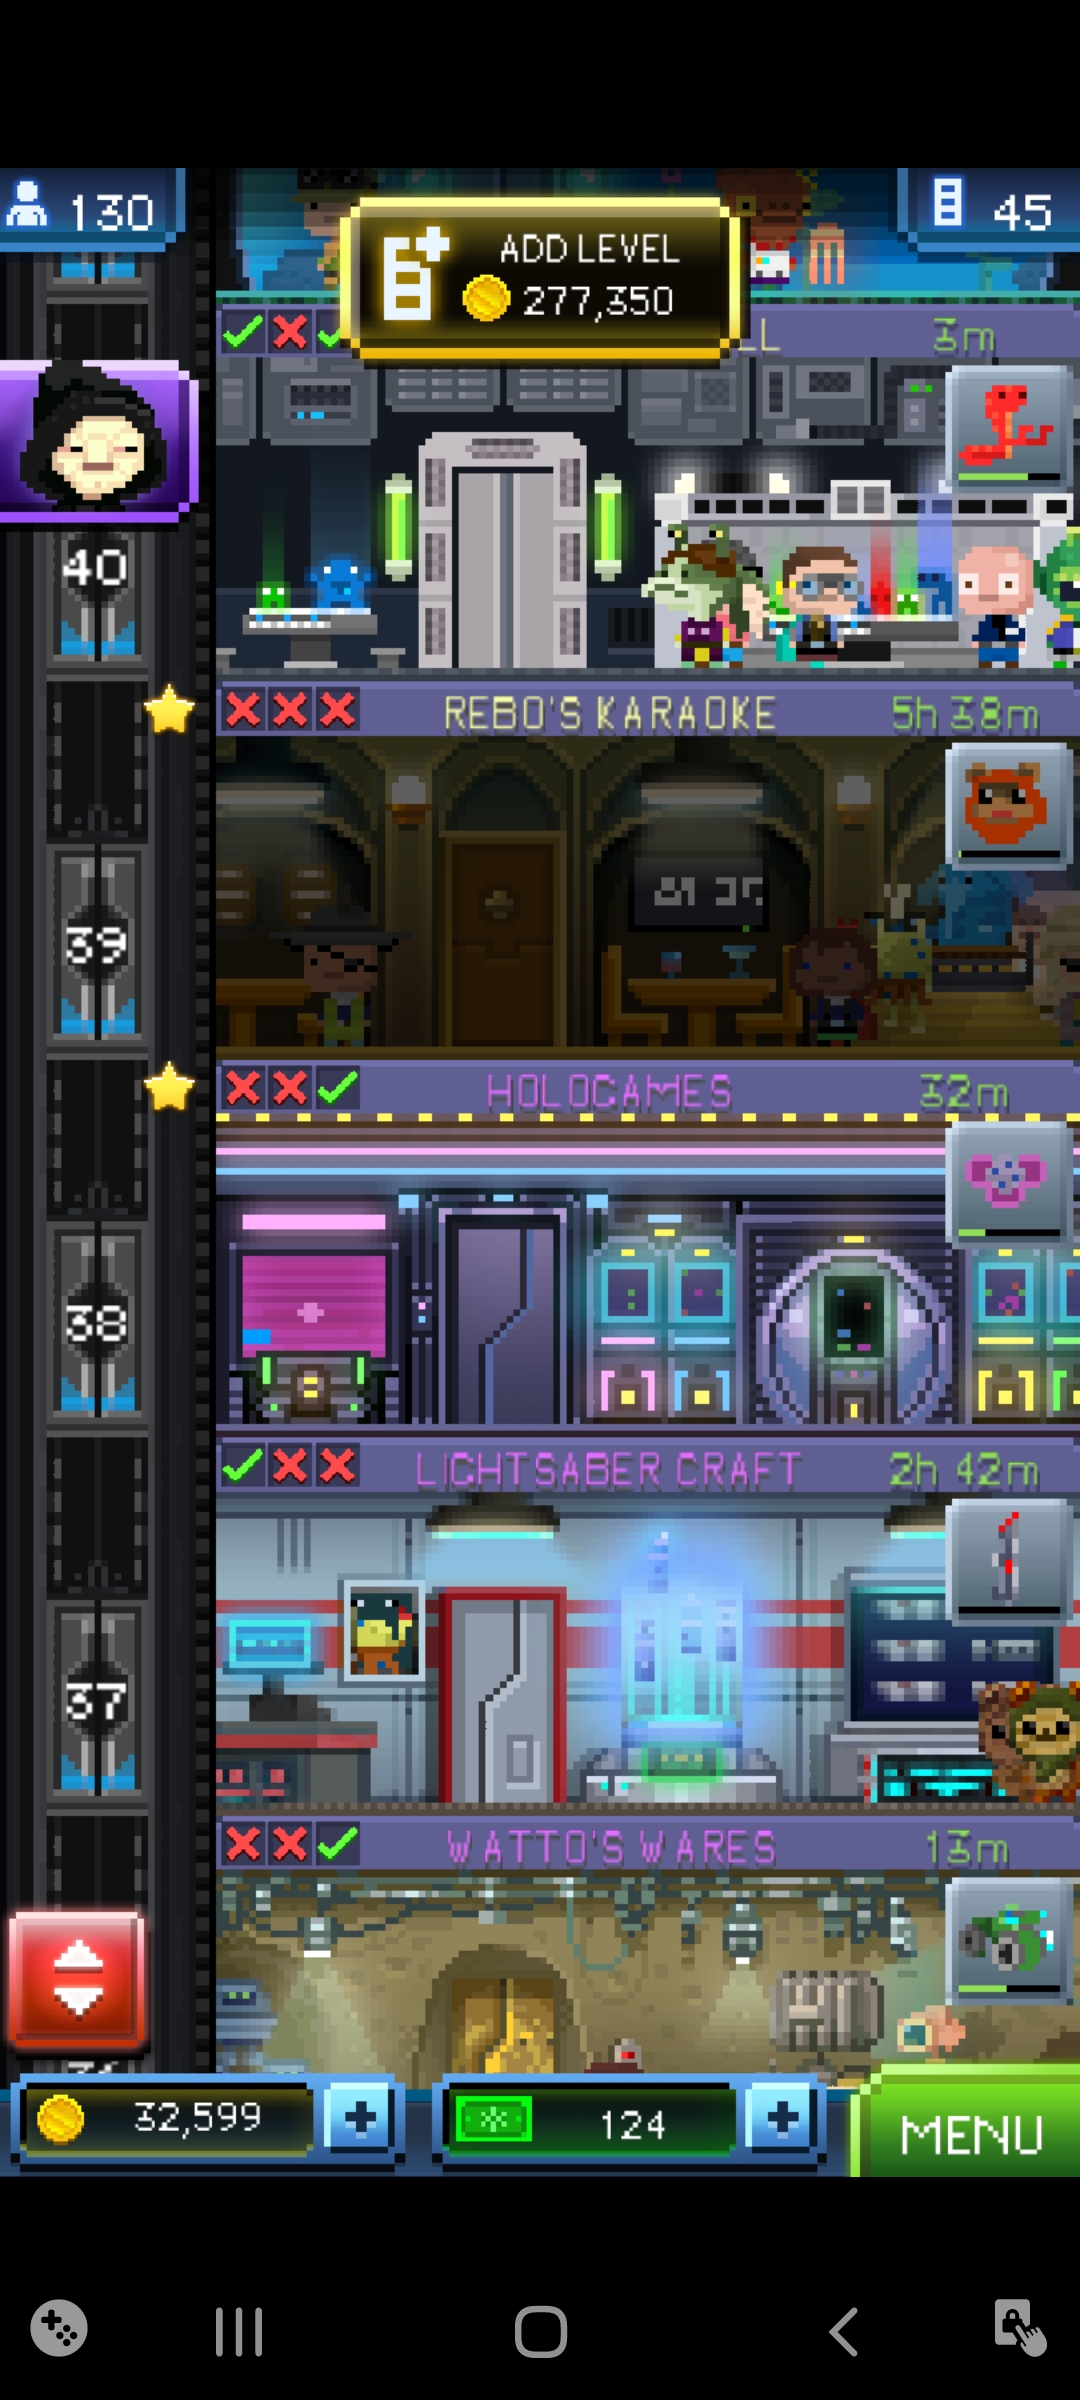 130
45
ADD LEVEL
277,350
LL 3m
40
REBO'S KARAOKE 5h 38m
39
HOLOGAMES 32m
38
LIGHTSABER CRAFT 2h 42m
37
WATTO'S WARES 13m
32,599
124
MENU